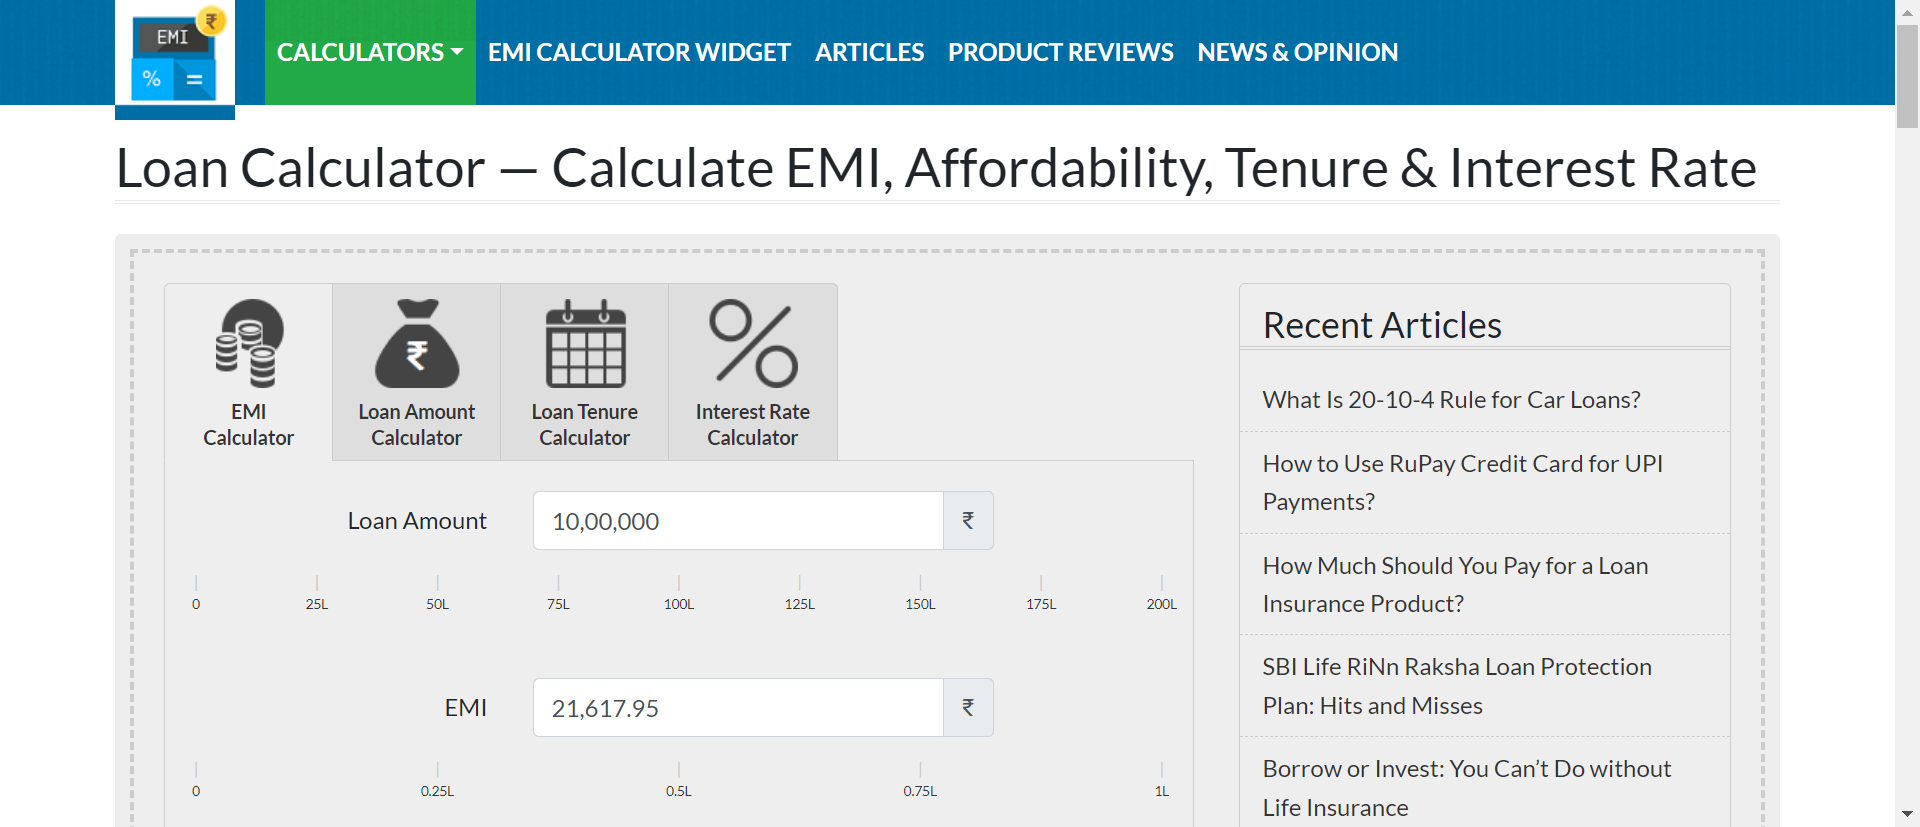 EMI
₹
%
=
CALCULATORS
EMI CALCULATOR WIDGET
ARTICLES
PRODUCT REVIEWS
NEWS & OPINION
Loan Calculator — Calculate EMI, Affordability, Tenure & Interest Rate
EMI
Calculator
₹
Loan Amount
Calculator
Loan Tenure
Calculator
Interest Rate
Calculator
Loan Amount
10,00,000
₹
0 25L 50L 75L 100L 125L 150L 175L 200L
EMI
21,617.95
₹
0 0.25L 0.5L 0.75L 1L
Recent Articles
What Is 20-10-4 Rule for Car Loans?
How to Use RuPay Credit Card for UPI
Payments?
How Much Should You Pay for a Loan
Insurance Product?
SBI Life RiNn Raksha Loan Protection
Plan: Hits and Misses
Borrow or Invest: You Can’t Do without
Life Insurance